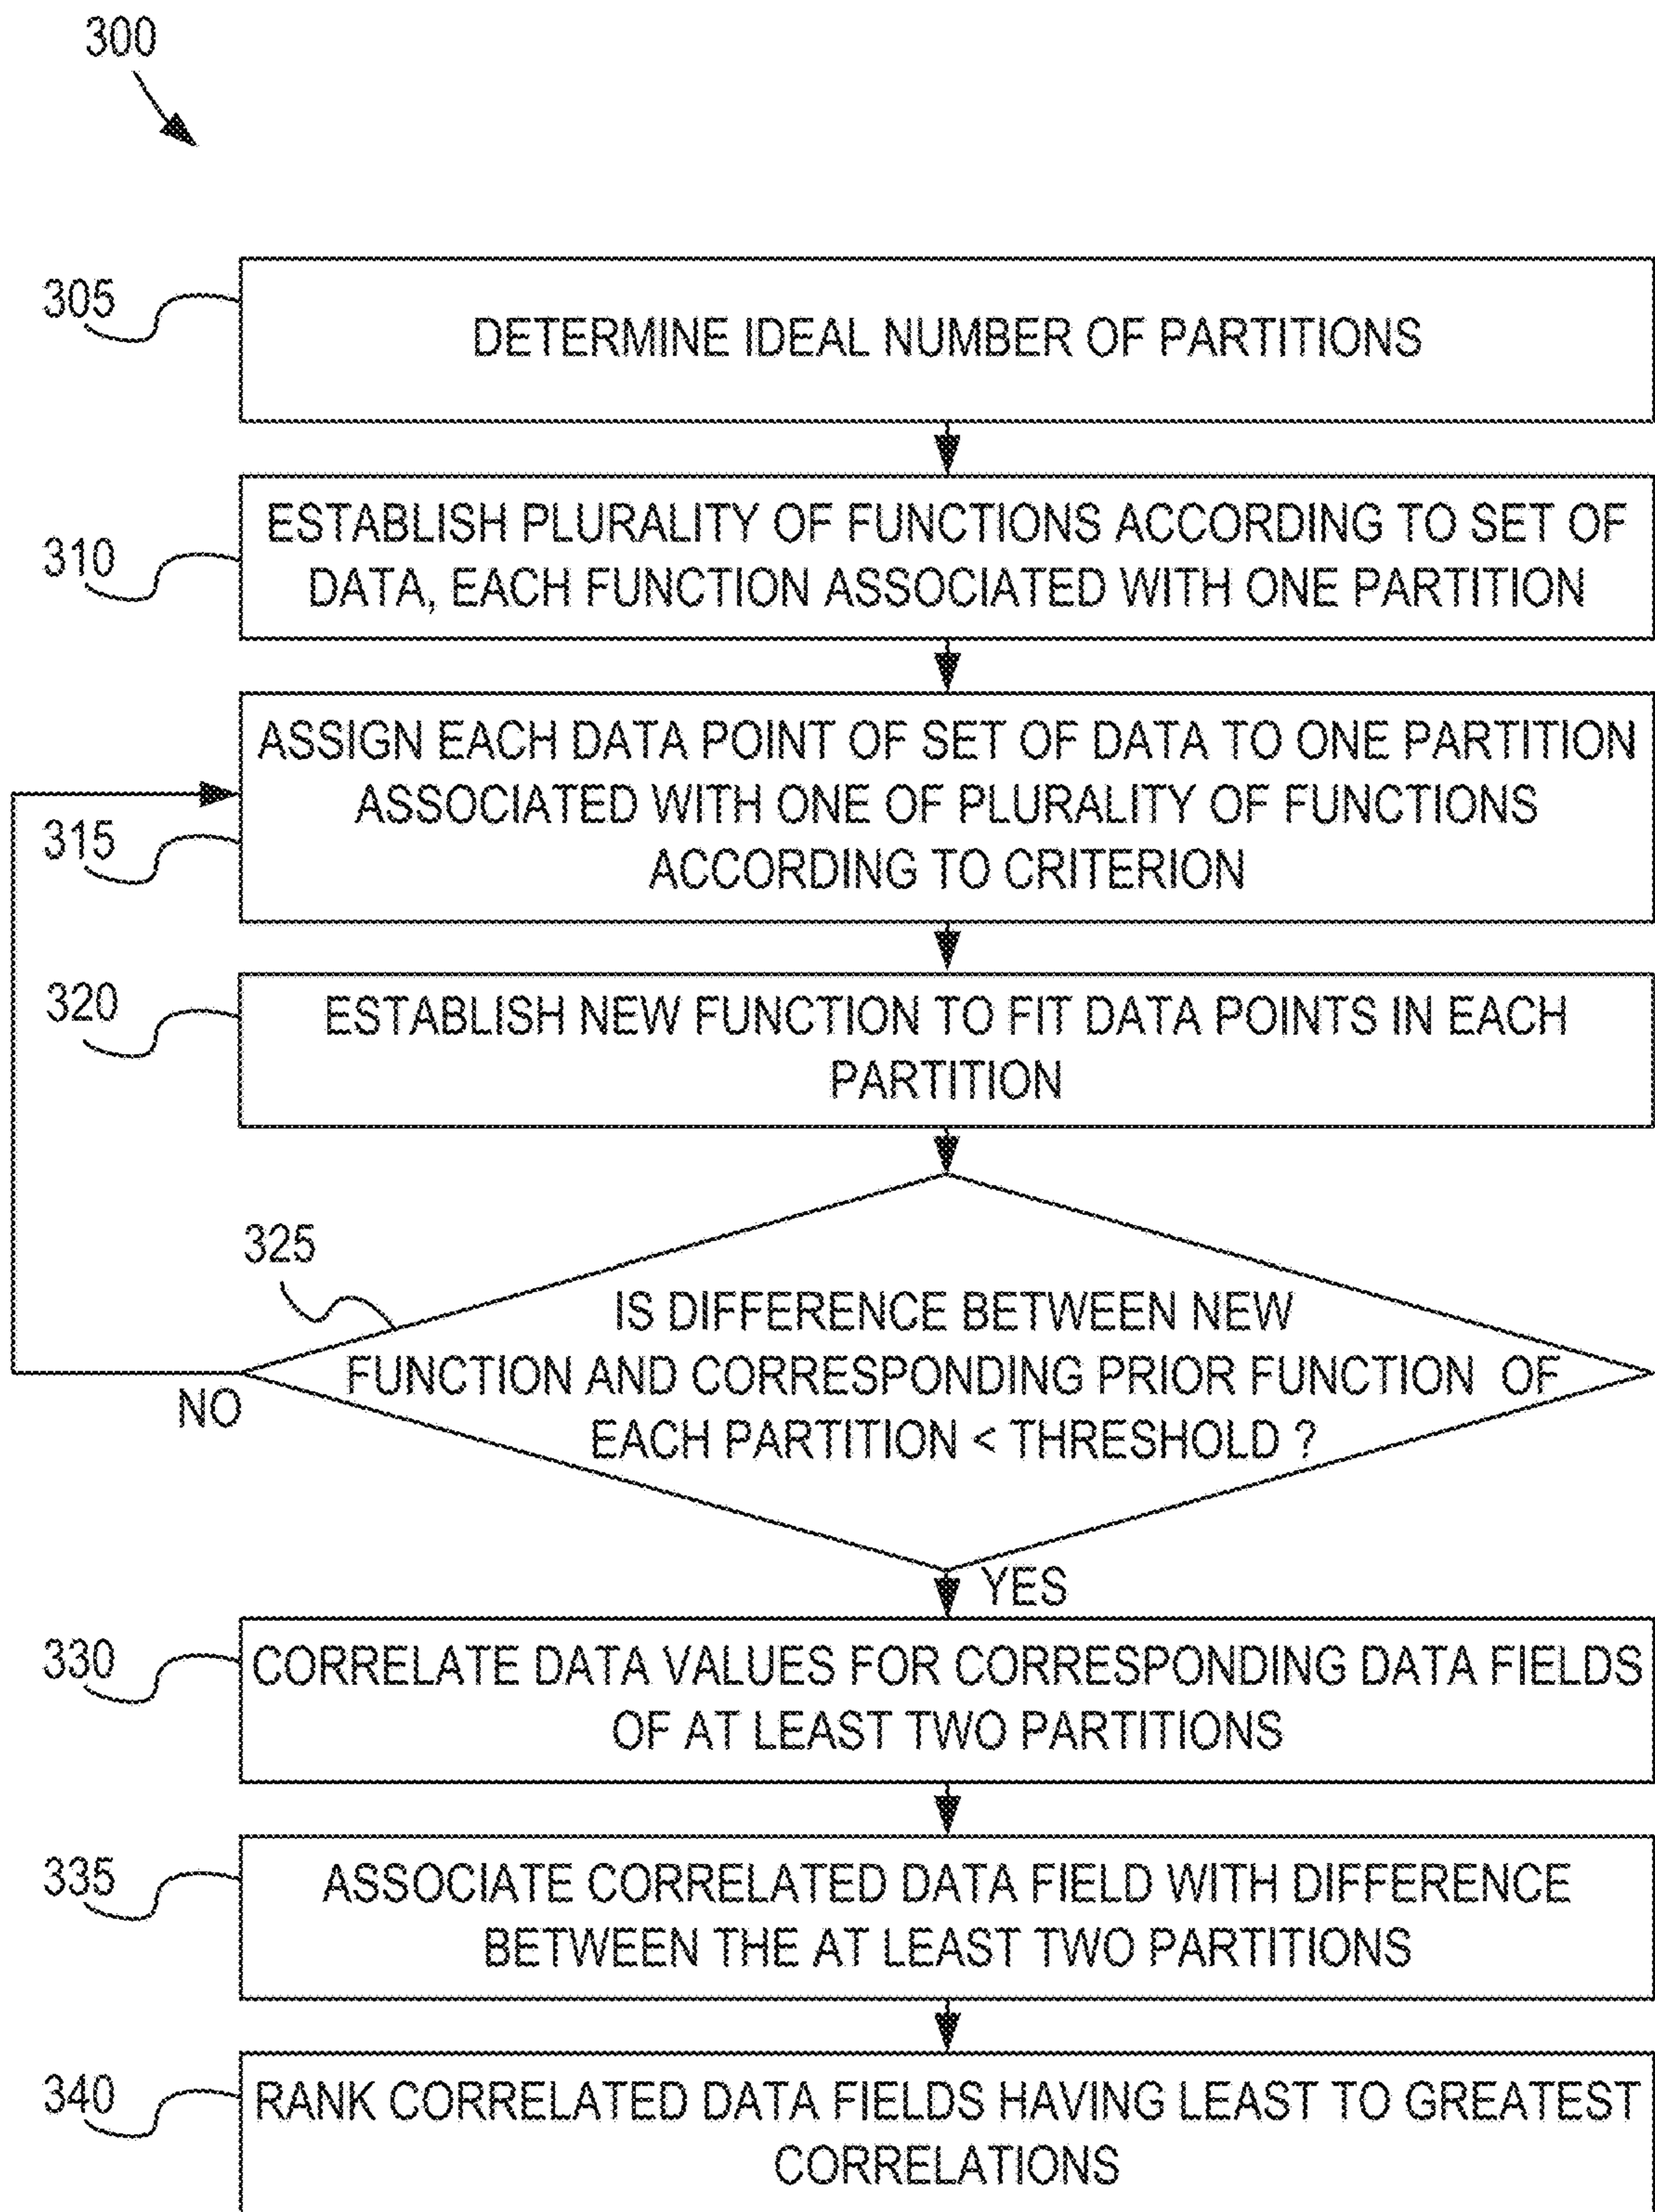 300
305
DETERMINE IDEAL NUMBER OF PARTITIONS
310
ESTABLISH PLURALITY OF FUNCTIONS ACCORDING TO SET OF
DATA, EACH FUNCTION ASSOCIATED WITH ONE PARTITION
315
ASSIGN EACH DATA POINT OF SET OF DATA TO ONE PARTITION
ASSOCIATED WITH ONE OF PLURALITY OF FUNCTIONS
ACCORDING TO CRITERION
320
ESTABLISH NEW FUNCTION TO FIT DATA POINTS IN EACH
PARTITION
325
IS DIFFERENCE BETWEEN NEW
FUNCTION AND CORRESPONDING PRIOR FUNCTION OF
EACH PARTITION < THRESHOLD ?
NO
YES
330
CORRELATE DATA VALUES FOR CORRESPONDING DATA FIELDS
OF AT LEAST TWO PARTITIONS
335
ASSOCIATE CORRELATED DATA FIELD WITH DIFFERENCE
BETWEEN THE AT LEAST TWO PARTITIONS
340
RANK CORRELATED DATA FIELDS HAVING LEAST TO GREATEST
CORRELATIONS